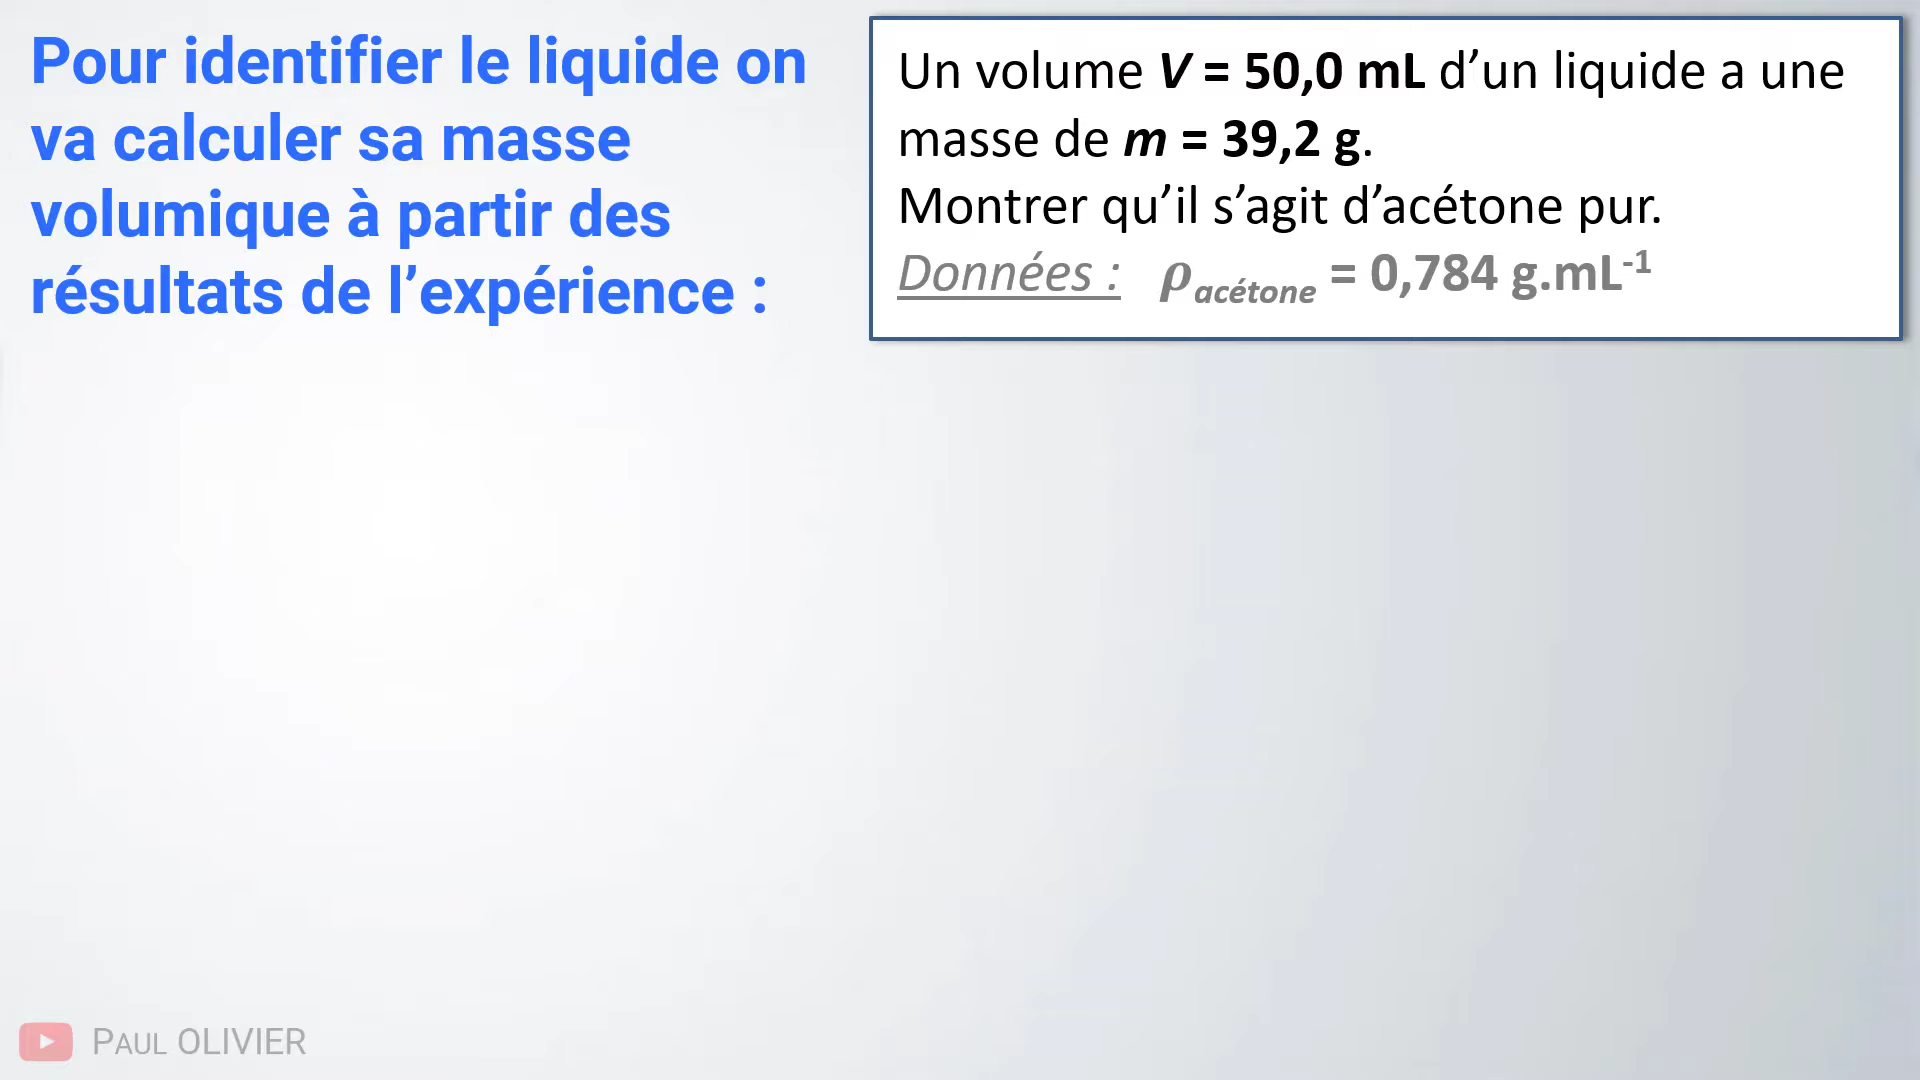 Pour identifier le liquide on
va calculer sa masse
volumique à partir des
résultats de l’expérience :
Un volume V = 50,0 mL d’un liquide a une
masse de m = 39,2 g.
Montrer qu’il s’agit d’acétone pur.
Données : ρacétone = 0,784 g.mL-1
PAUL OLIVIER